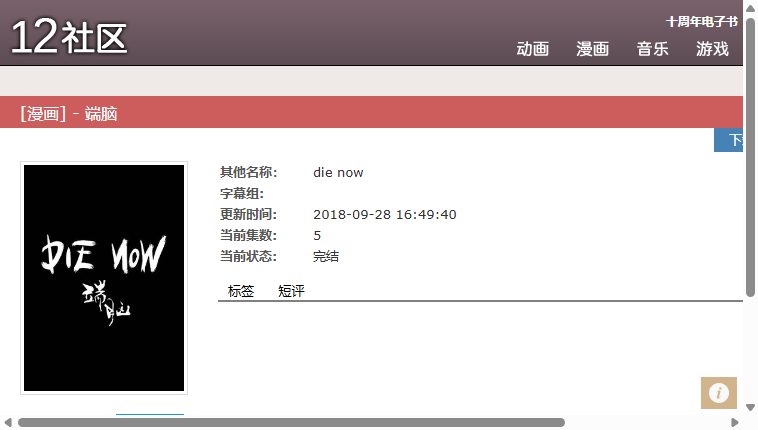 12社区
十周年电子书
动画 漫画 音乐 游戏
[漫画] - 端脑
DIE NOW
端脑
其他名称: die now
字幕组:
更新时间: 2018-09-28 16:49:40
当前集数: 5
当前状态: 完结
标签 短评